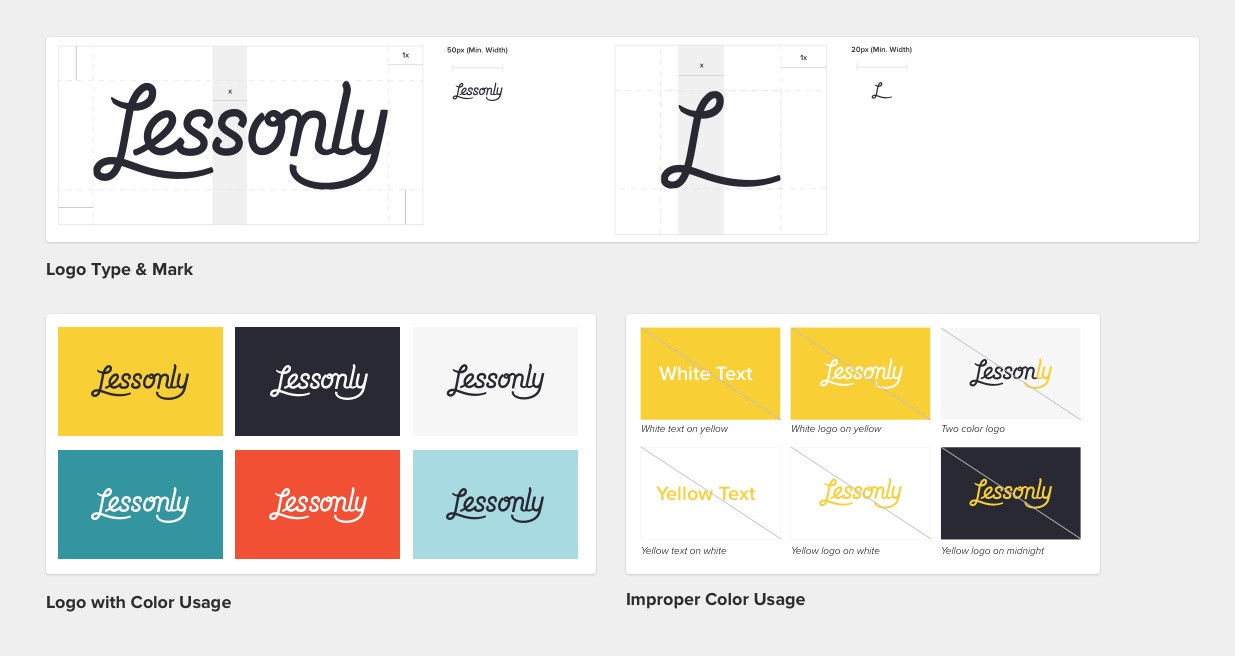 1x
50px (Min. Width)
1x
20px (Min. Width)
x
x
Lessonly
Lessonly
L
L
Logo Type & Mark
Lessonly
Lessonly
Lessonly
White Text
Lessonly
Lessonly
White text on yellow
White logo on yellow
Two color logo
Lessonly
Lessonly
Lessonly
Yellow Text
Lessonly
Lessonly
Yellow text on white
Yellow logo on white
Yellow logo on midnight
Logo with Color Usage
Improper Color Usage